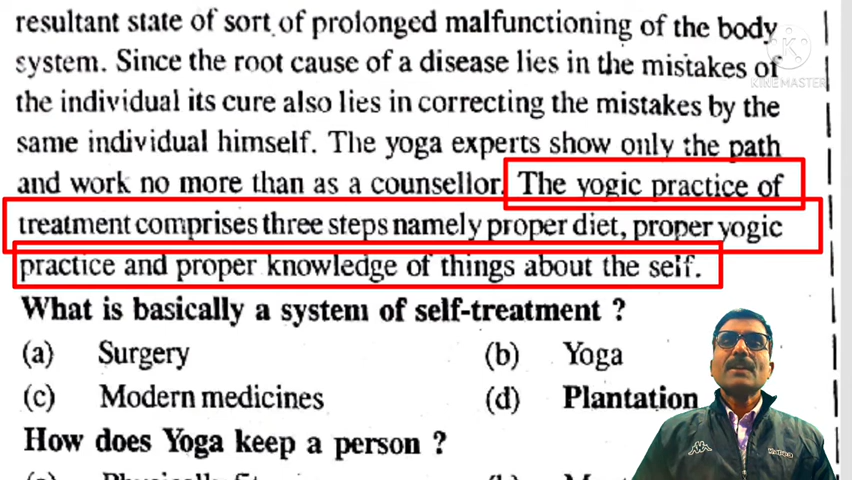 resultant state of sort of prolonged malfunctioning of the body
system. Since the root cause of a disease lies in the mistakes of
the individual its cure also lies in correcting the mistakes by the
same individual himself. The yoga experts show only the path
and work no more than as a counsellor. The yogic practice of
treatment comprises three steps namely proper diet, proper yogic
practice and proper knowledge of things about the self.
What is basically a system of self-treatment ?
(a) Surgery (b) Yoga
(c) Modern medicines (d) Plantation
How does Yoga keep a person ?
KINEMASTER